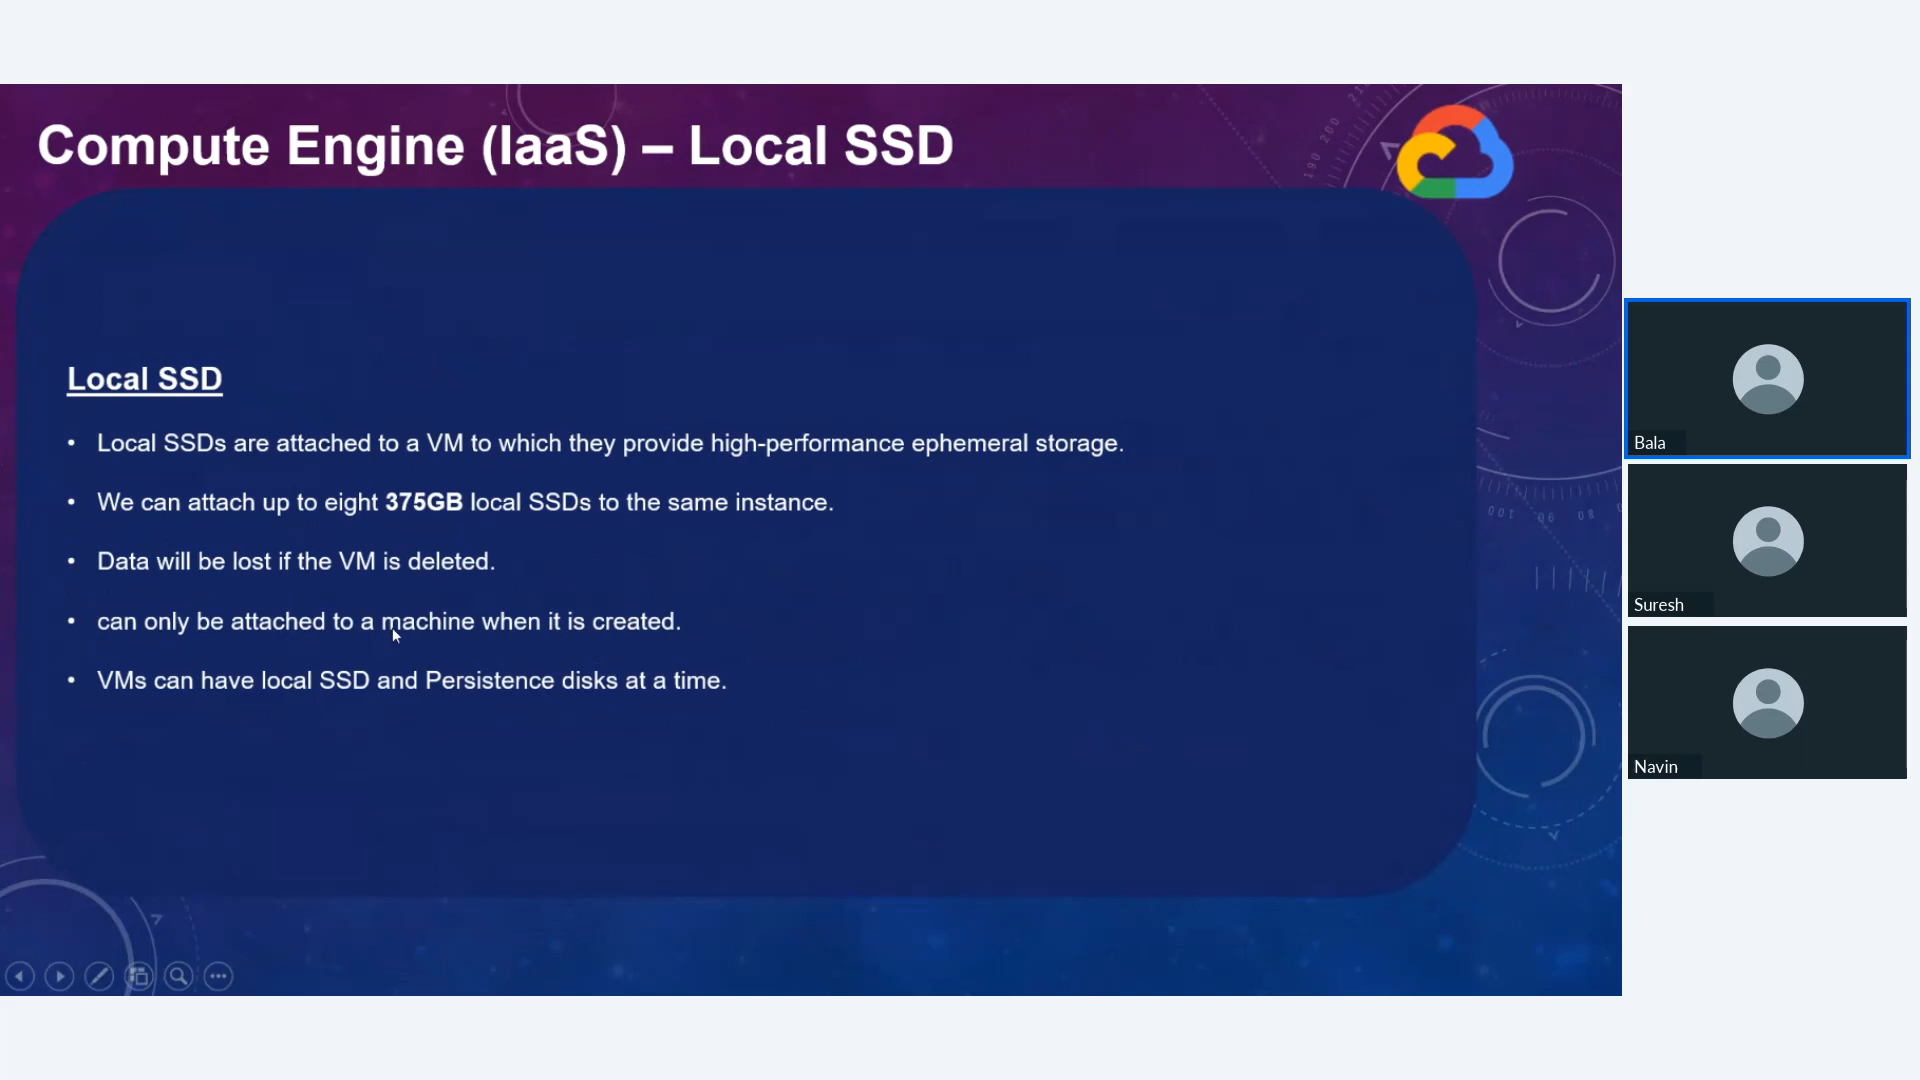 Compute Engine (IaaS) – Local SSD
Local SSD
• Local SSDs are attached to a VM to which they provide high-performance ephemeral storage.
• We can attach up to eight 375GB local SSDs to the same instance.
• Data will be lost if the VM is deleted.
• can only be attached to a machine when it is created.
• VMs can have local SSD and Persistence disks at a time.
Bala
Suresh
Navin